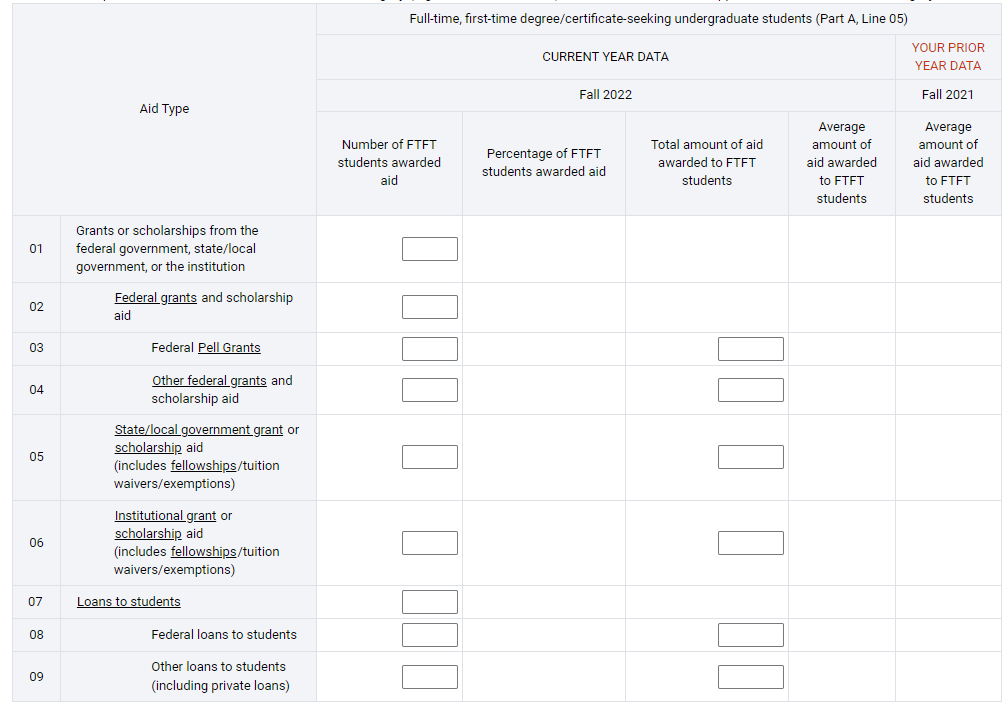 Full-time, first-time degree/certificate-seeking undergraduate students (Part A, Line 05)
CURRENT YEAR DATA
YOUR PRIOR
YEAR DATA
Aid Type
Fall 2022
Fall 2021
Number of FTFT
students awarded
aid
Percentage of FTFT
students awarded aid
Total amount of aid
awarded to FTFT
students
Average
amount of
aid awarded
to FTFT
students
Average
amount of
aid awarded
to FTFT
students
01
Grants or scholarships from the
federal government, state/local
government, or the institution
02
Federal grants and scholarship
aid
03
Federal Pell Grants
04
Other federal grants and
scholarship aid
05
State/local government grant or
scholarship aid
(includes fellowships/tuition
waivers/exemptions)
06
Institutional grant or
scholarship aid
(includes fellowships/tuition
waivers/exemptions)
07
Loans to students
08
Federal loans to students
09
Other loans to students
(including private loans)